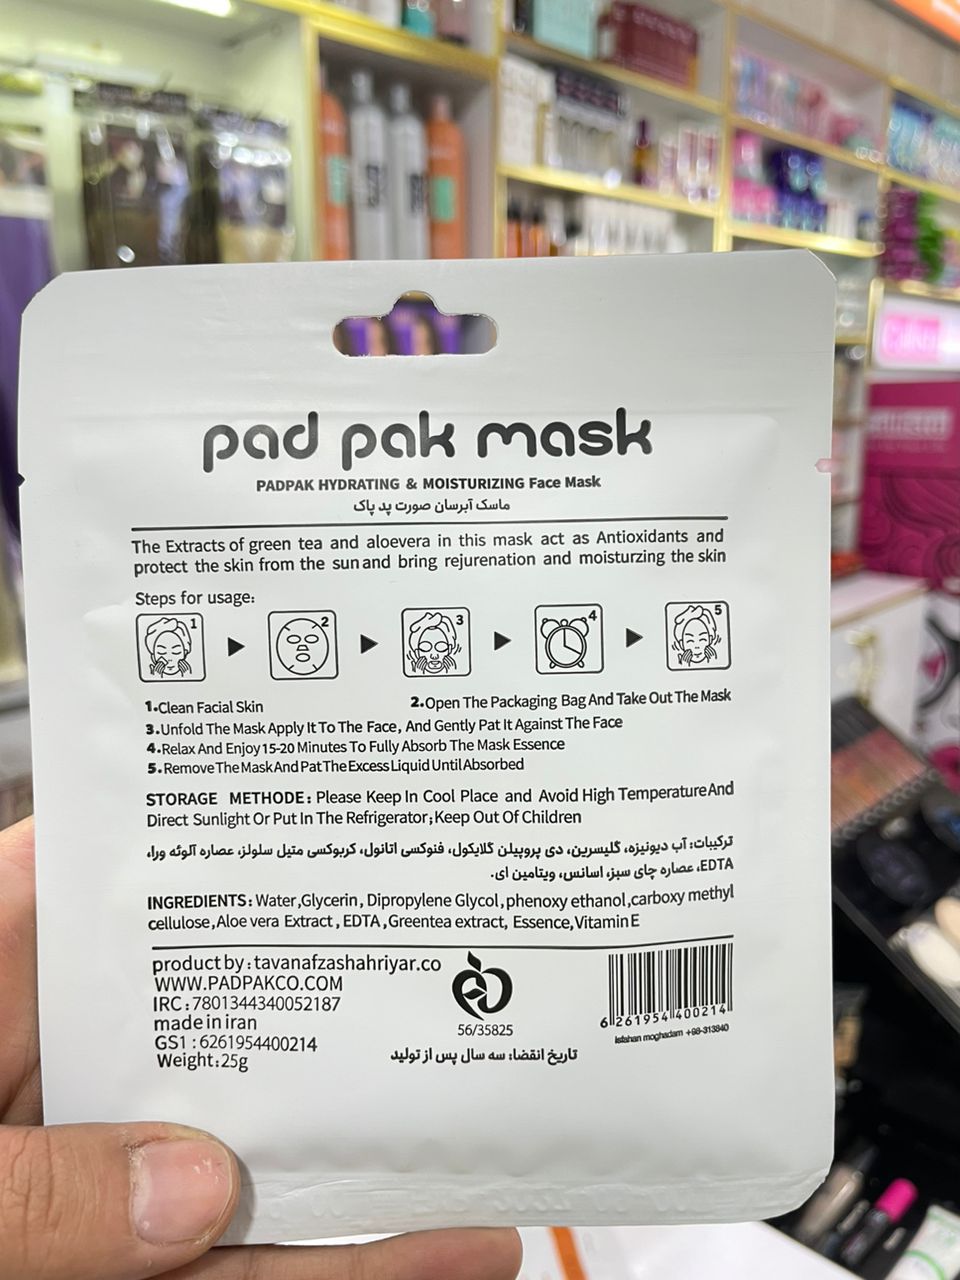 pad pak mask
PADPAK HYDRATING & MOISTURIZING Face Mask
ماسک آبرسان صورت پد پاک
The Extracts of green tea and aloevera in this mask act as Antioxidants and
protect the skin from the sun and bring rejurenation and moisturzing the skin
Steps for usage:
1 2 3 4 5
1.Clean Facial Skin 2.Open The Packaging Bag And Take Out The Mask
3.Unfold The Mask Apply It To The Face, And Gently Pat It Against The Face
4.Relax And Enjoy 15-20 Minutes To Fully Absorb The Mask Essence
5.Remove The Mask And Pat The Excess Liquid Until Absorbed
STORAGE METHODE: Please Keep In Cool Place and Avoid High Temperature And
Direct Sunlight Or Put In The Refrigerator; Keep Out Of Children
ترکیبات: آب دیونیزه، گلیسرین، دی پروپیلن گلایکول، فنوکسی اتانول، کربوکسی متیل سلولز، عصاره آلوئه ورا،
EDTA، عصاره چای سبز، اسانس، ویتامین ای.
INGREDIENTS: Water,Glycerin, Dipropylene Glycol,phenoxy ethanol,carboxy methyl
cellulose,Aloe vera Extract, EDTA,Greentea extract, Essence,Vitamin E
product by:tavanafzashahriyar.co
WWW.PADPAKCO.COM
IRC:7801344340052187
made in iran
GS1 : 6261954400214
Weight:25g
56/35825
تاریخ انقضا: سه سال پس از تولید
6 261954 400214
isfahan moghadam +98-313840